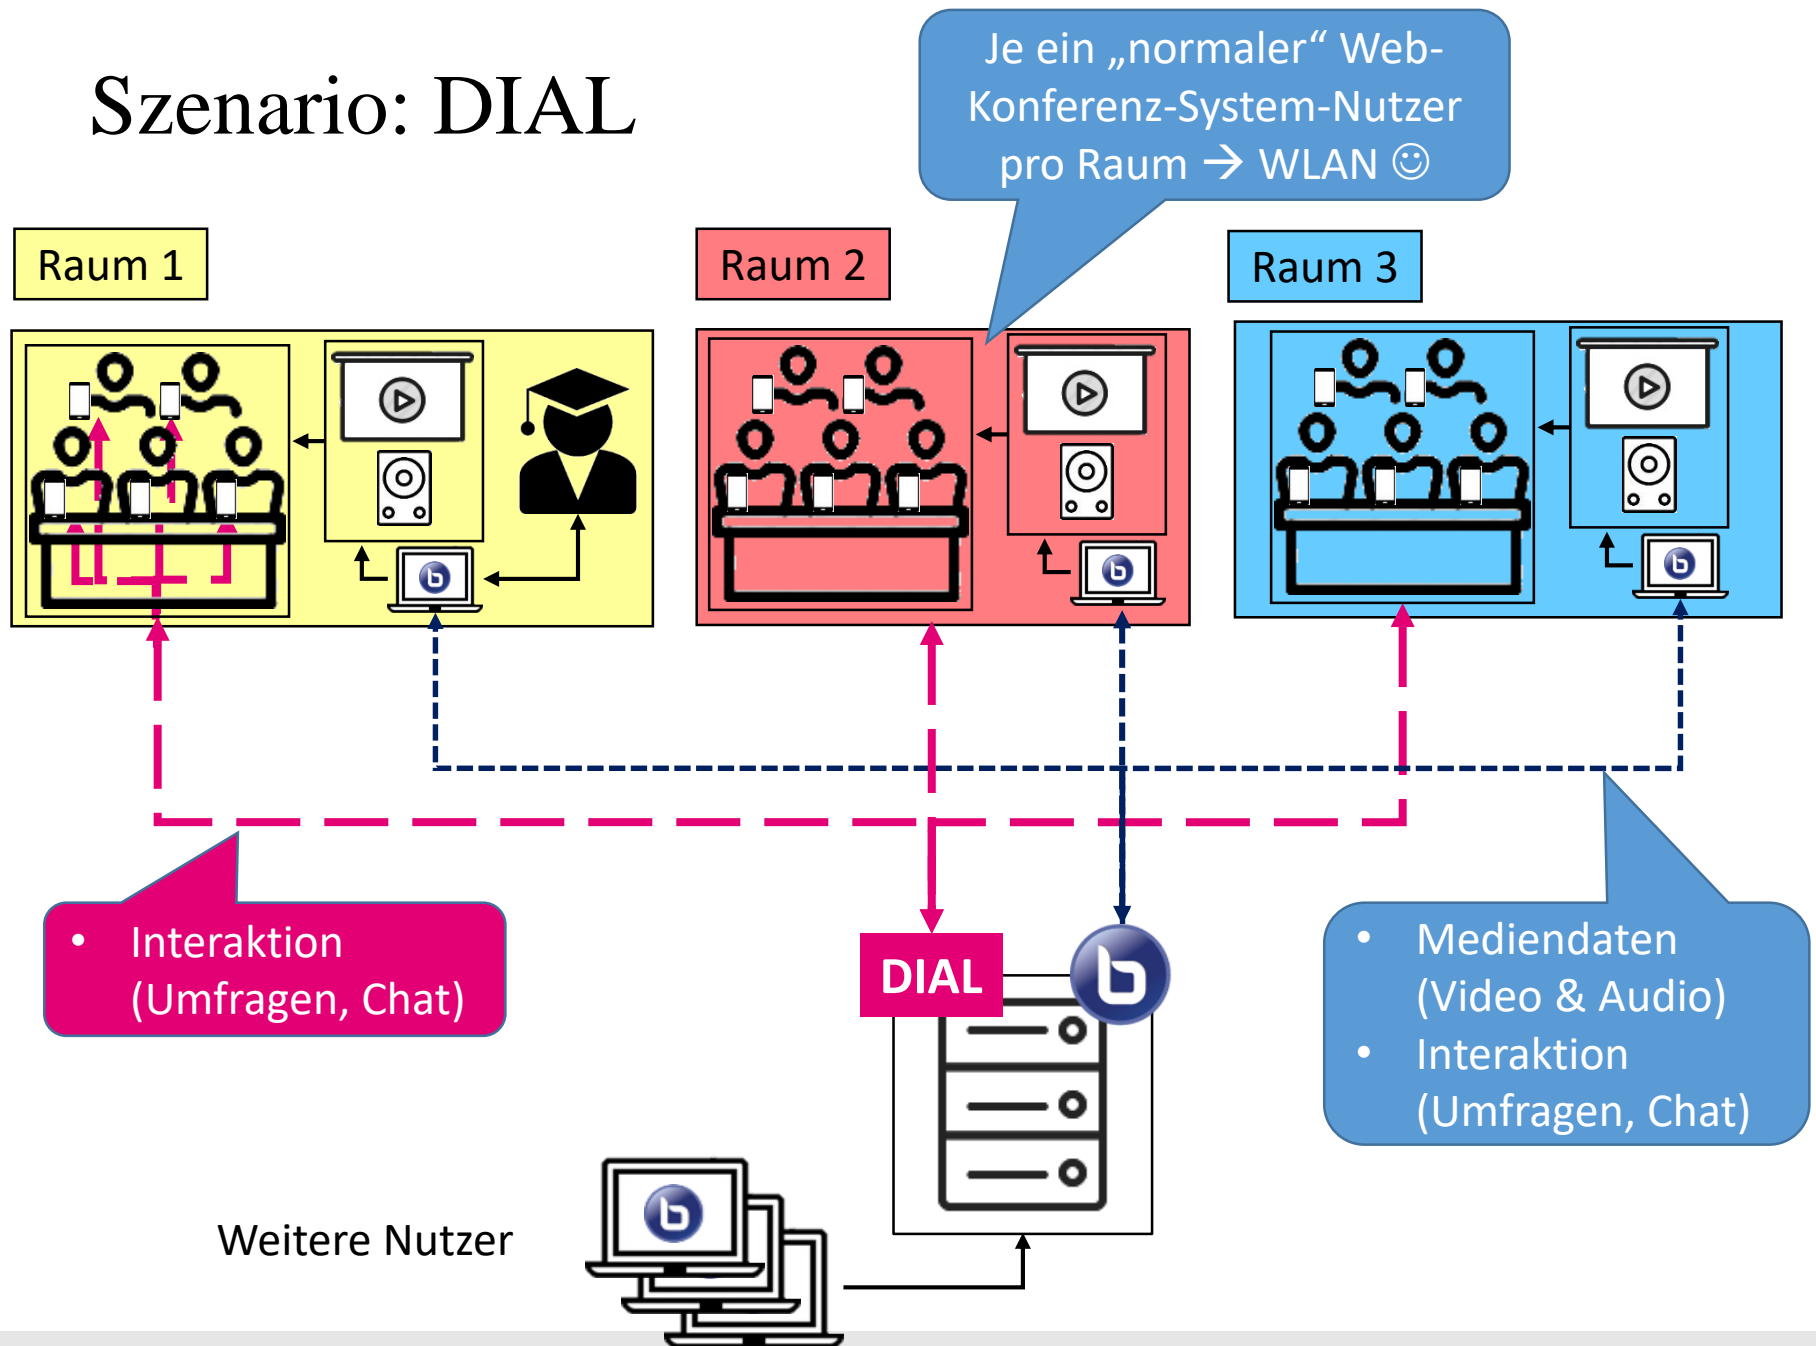 Szenario: DIAL
Je ein „normaler“ Web-
Konferenz-System-Nutzer
pro Raum → WLAN ☺
Raum 1
Raum 2
Raum 3
• Interaktion
(Umfragen, Chat)
DIAL
b
• Mediendaten
(Video & Audio)
• Interaktion
(Umfragen, Chat)
Weitere Nutzer